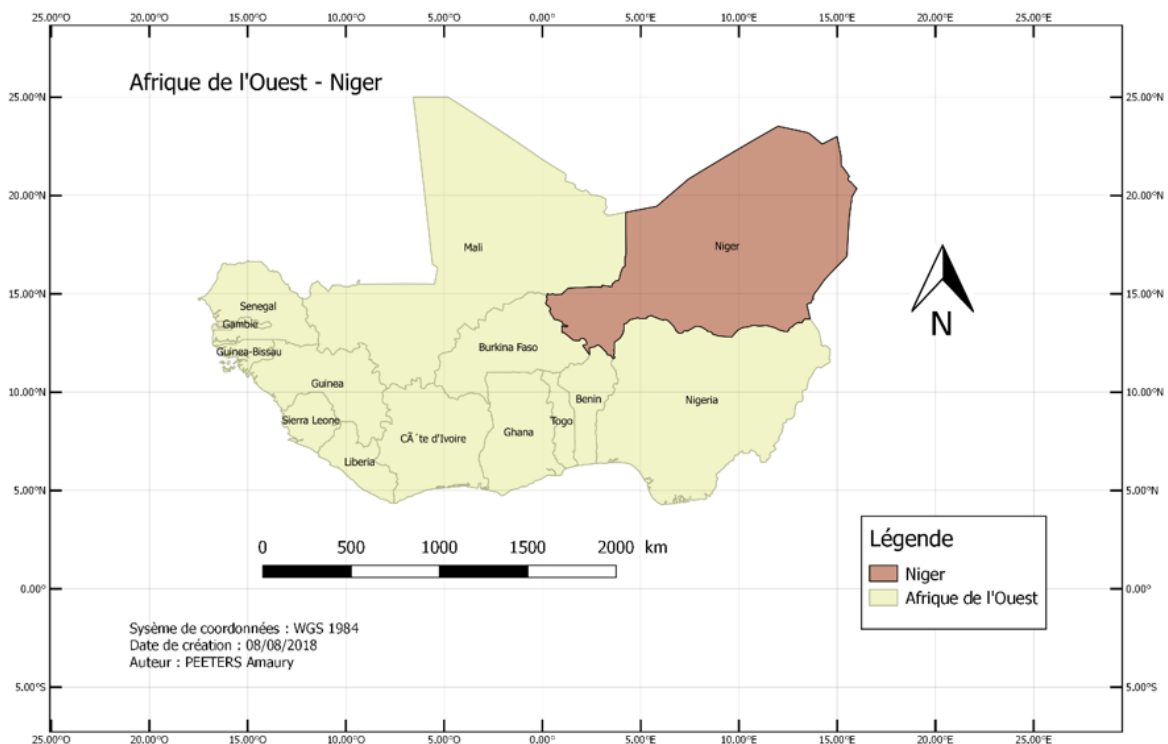 25.00°O 20.00°O 15.00°O 10.00°O 5.00°O 0.00° 5.00°E 10.00°E 15.00°E 20.00°E 25.00°E
Afrique de l'Ouest - Niger
25.00°N 25.00°N
20.00°N 20.00°N
Mali
Niger
15.00°N 15.00°N
Senegal
Gambie
N
Guinea-Bissau
Burkina Faso
Guinea
10.00°N 10.00°N
Benin
Nigeria
Sierra Leone
Togo
Ghana
CÃ´te d'Ivoire
Liberia
5.00°N 5.00°N
0 500 1000 1500 2000 km
Légende
Niger
Afrique de l'Ouest
0.00° 0.00°
Sysème de coordonnées : WGS 1984
Date de création : 08/08/2018
Auteur : PEETERS Amaury
5.00°S 5.00°S
25.00°O 20.00°O 15.00°O 10.00°O 5.00°O 0.00° 5.00°E 10.00°E 15.00°E 20.00°E 25.00°E